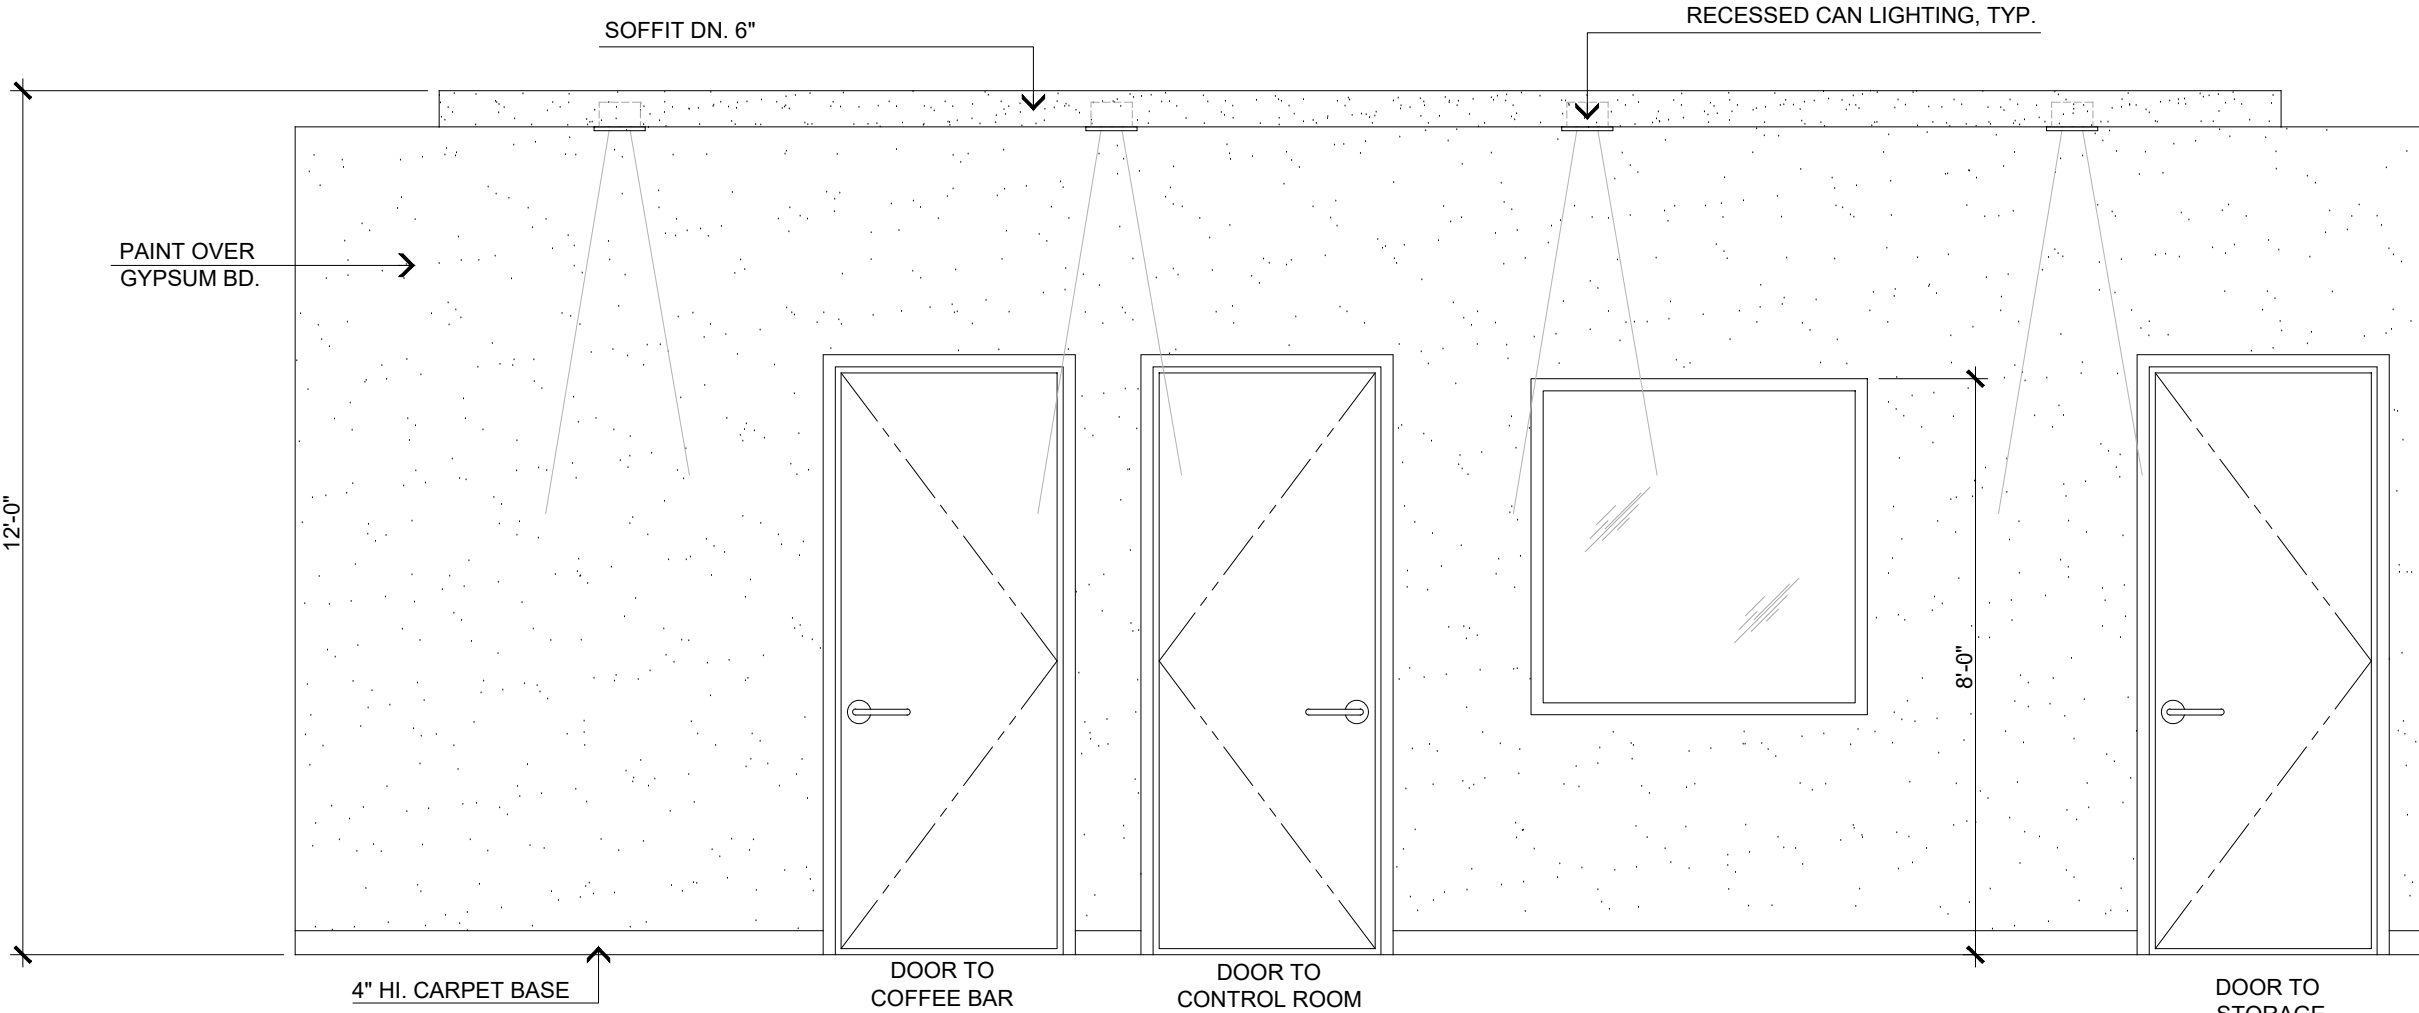 SOFFIT DN. 6"
RECESSED CAN LIGHTING, TYP.
PAINT OVER
GYPSUM BD.
12'-0"
8'-0"
4" HI. CARPET BASE
DOOR TO
COFFEE BAR
DOOR TO
CONTROL ROOM
DOOR TO
STORAGE